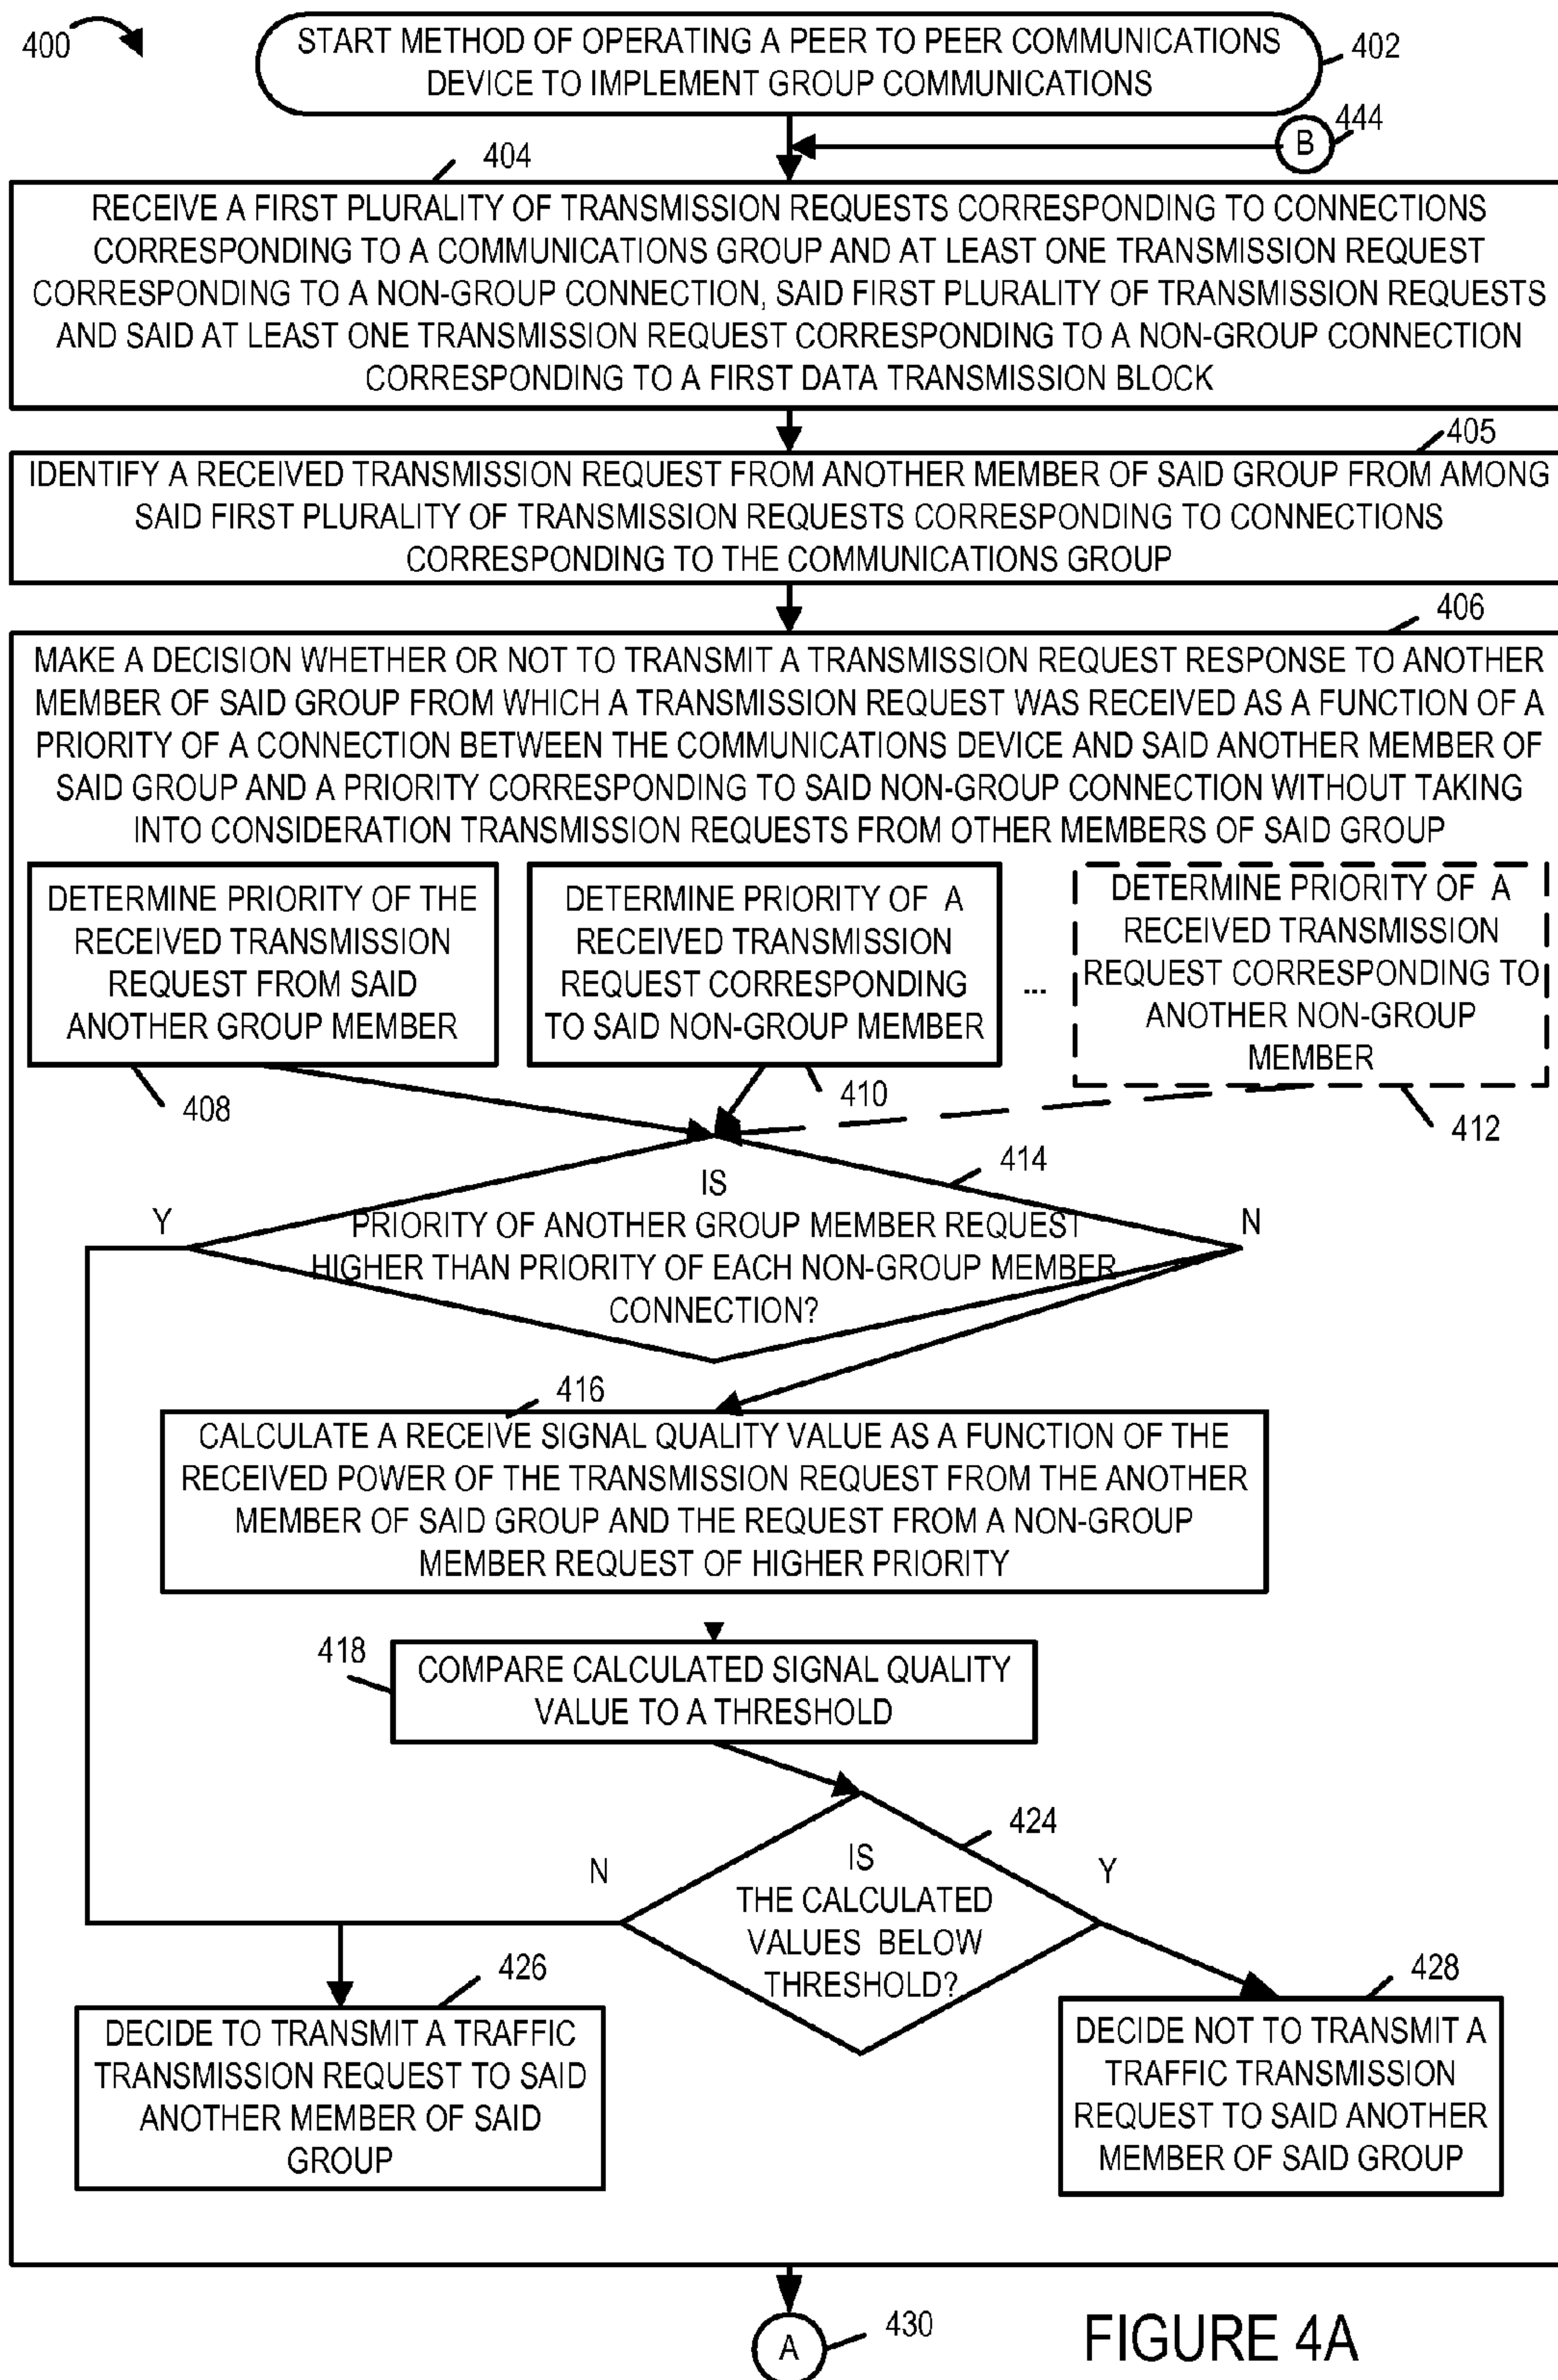 400
START METHOD OF OPERATING A PEER TO PEER COMMUNICATIONS
DEVICE TO IMPLEMENT GROUP COMMUNICATIONS
402
B
444
404
RECEIVE A FIRST PLURALITY OF TRANSMISSION REQUESTS CORRESPONDING TO CONNECTIONS
CORRESPONDING TO A COMMUNICATIONS GROUP AND AT LEAST ONE TRANSMISSION REQUEST
CORRESPONDING TO A NON-GROUP CONNECTION, SAID FIRST PLURALITY OF TRANSMISSION REQUESTS
AND SAID AT LEAST ONE TRANSMISSION REQUEST CORRESPONDING TO A NON-GROUP CONNECTION
CORRESPONDING TO A FIRST DATA TRANSMISSION BLOCK
405
IDENTIFY A RECEIVED TRANSMISSION REQUEST FROM ANOTHER MEMBER OF SAID GROUP FROM AMONG
SAID FIRST PLURALITY OF TRANSMISSION REQUESTS CORRESPONDING TO CONNECTIONS
CORRESPONDING TO THE COMMUNICATIONS GROUP
406
MAKE A DECISION WHETHER OR NOT TO TRANSMIT A TRANSMISSION REQUEST RESPONSE TO ANOTHER
MEMBER OF SAID GROUP FROM WHICH A TRANSMISSION REQUEST WAS RECEIVED AS A FUNCTION OF A
PRIORITY OF A CONNECTION BETWEEN THE COMMUNICATIONS DEVICE AND SAID ANOTHER MEMBER OF
SAID GROUP AND A PRIORITY CORRESPONDING TO SAID NON-GROUP CONNECTION WITHOUT TAKING
INTO CONSIDERATION TRANSMISSION REQUESTS FROM OTHER MEMBERS OF SAID GROUP
DETERMINE PRIORITY OF THE
RECEIVED TRANSMISSION
REQUEST FROM SAID
ANOTHER GROUP MEMBER
408
DETERMINE PRIORITY OF A
RECEIVED TRANSMISSION
REQUEST CORRESPONDING
TO SAID NON-GROUP MEMBER
410
...
DETERMINE PRIORITY OF A
RECEIVED TRANSMISSION
REQUEST CORRESPONDING TO
ANOTHER NON-GROUP
MEMBER
412
414
Y
N
IS
PRIORITY OF ANOTHER GROUP MEMBER REQUEST
HIGHER THAN PRIORITY OF EACH NON-GROUP MEMBER
CONNECTION?
416
CALCULATE A RECEIVE SIGNAL QUALITY VALUE AS A FUNCTION OF THE
RECEIVED POWER OF THE TRANSMISSION REQUEST FROM THE ANOTHER
MEMBER OF SAID GROUP AND THE REQUEST FROM A NON-GROUP
MEMBER REQUEST OF HIGHER PRIORITY
418
COMPARE CALCULATED SIGNAL QUALITY
VALUE TO A THRESHOLD
424
N
Y
IS
THE CALCULATED
VALUES BELOW
THRESHOLD?
426
DECIDE TO TRANSMIT A TRAFFIC
TRANSMISSION REQUEST TO SAID
ANOTHER MEMBER OF SAID
GROUP
428
DECIDE NOT TO TRANSMIT A
TRAFFIC TRANSMISSION
REQUEST TO SAID ANOTHER
MEMBER OF SAID GROUP
A
430
FIGURE 4A